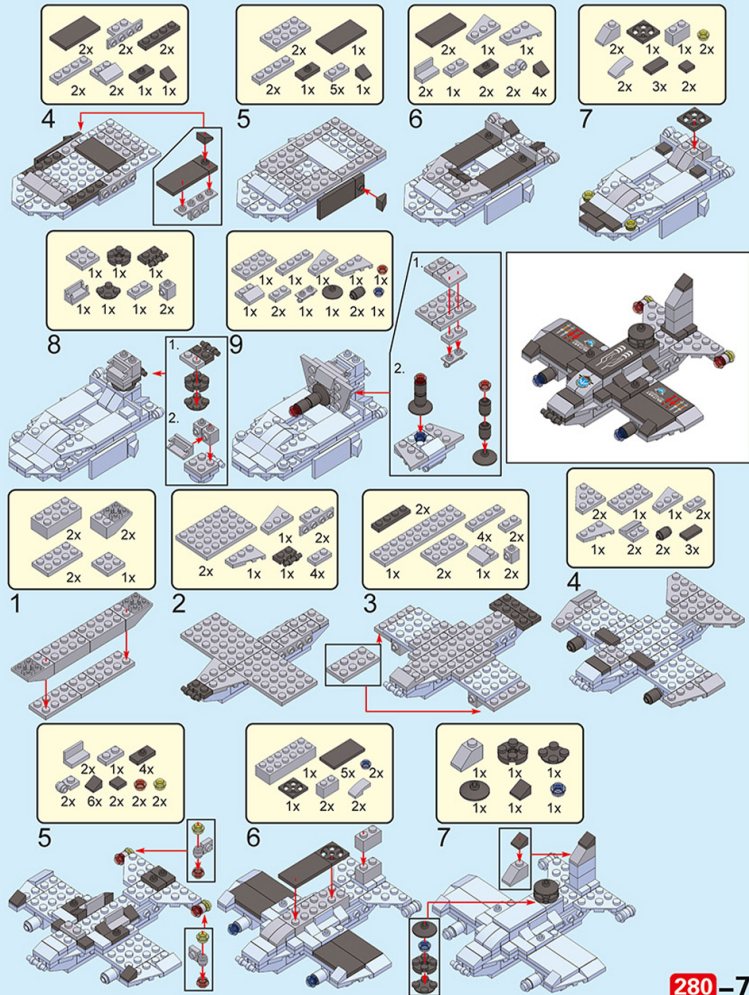 2x 2x 2x
2x 2x 1x 1x
4
2x 1x
2x 1x 5x 1x
5
2x 1x 1x
2x 1x 2x 2x 4x
6
2x 1x 1x 2x
2x 3x 2x
7
1x 1x 1x
1x 1x 1x 2x
8
1.
2.
1x 1x 1x 1x 1x
1x 2x 1x 1x 2x 1x
9
1.
2.
2x 2x
2x 1x
1
1x 2x
2x 1x 1x 4x
2
2x 4x 2x
1x 2x 1x 2x
3
2x 1x 1x 2x
1x 2x 2x 3x
4
2x 1x 4x
2x 6x 2x 2x 2x
5
1x 5x 2x
1x 2x 2x
6
1x 1x 1x
1x 1x 1x
7
280-7